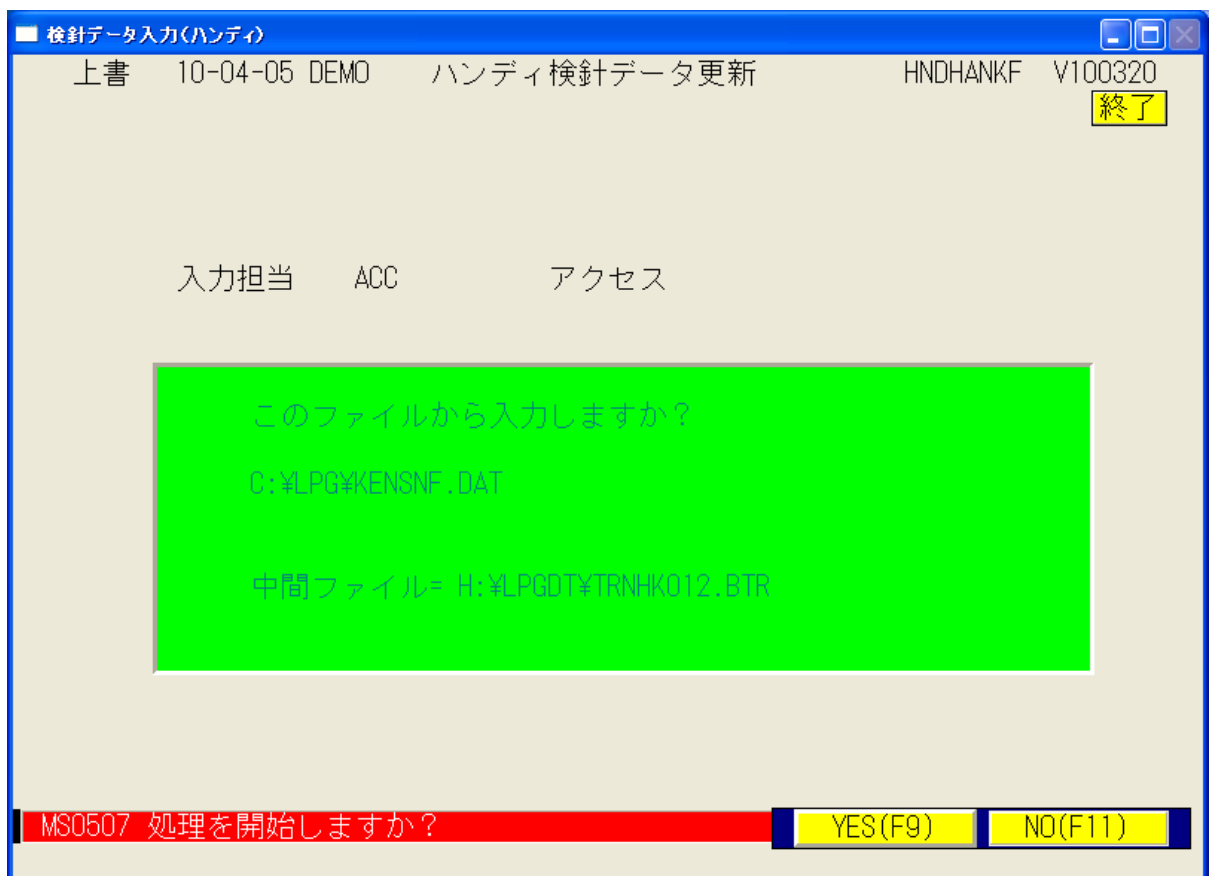 検針データ入力(ハンディ)
上書 10-04-05 DEMO ハンディ検針データ更新 HNDHANKF V100320
終了
入力担当 ACC アクセス
このファイルから入力しますか?
C:¥LPG¥KENSNF.DAT
中間ファイル= H:¥LPGDT¥TRNHK012.BTR
MS0507 処理を開始しますか? YES(F9) NO(F11)